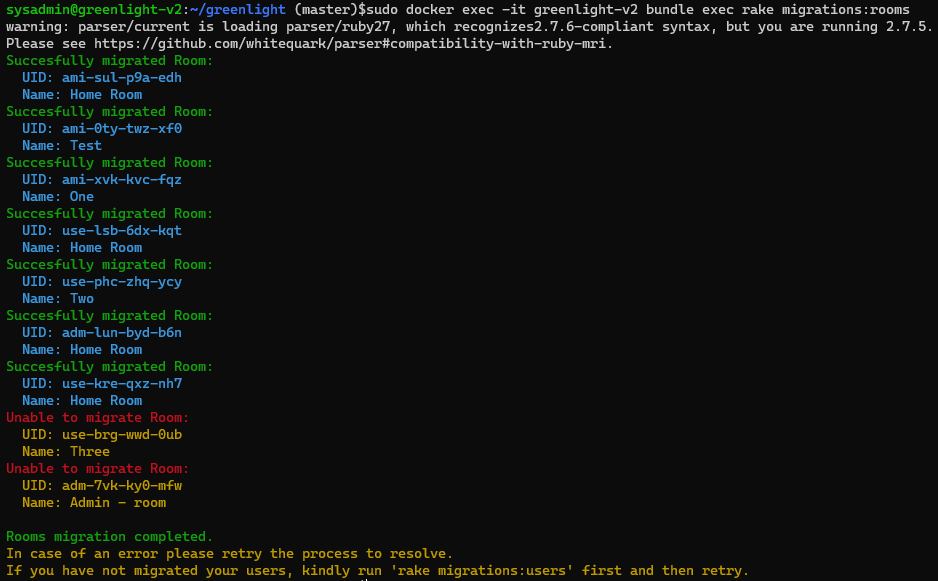 sysadmin@greenlight-v2:~/greenlight (master)$sudo docker exec -it greenlight-v2 bundle exec rake migrations:rooms
warning: parser/current is loading parser/ruby27, which recognizes2.7.6-compliant syntax, but you are running 2.7.5.
Please see https://github.com/whitequark/parser#compatibility-with-ruby-mri.
Succesfully migrated Room:
  UID: ami-sul-p9a-edh
  Name: Home Room
Succesfully migrated Room:
  UID: ami-0ty-twz-xf0
  Name: Test
Succesfully migrated Room:
  UID: ami-xvk-kvc-fqz
  Name: One
Succesfully migrated Room:
  UID: use-lsb-6dx-kqt
  Name: Home Room
Succesfully migrated Room:
  UID: use-phc-zhq-ycy
  Name: Two
Succesfully migrated Room:
  UID: adm-lun-byd-b6n
  Name: Home Room
Succesfully migrated Room:
  UID: use-kre-qxz-nh7
  Name: Home Room
Unable to migrate Room:
  UID: use-brg-wwd-0ub
  Name: Three
Unable to migrate Room:
  UID: adm-7vk-ky0-mfw
  Name: Admin - room

Rooms migration completed.
In case of an error please retry the process to resolve.
If you have not migrated your users, kindly run 'rake migrations:users' first and then retry.